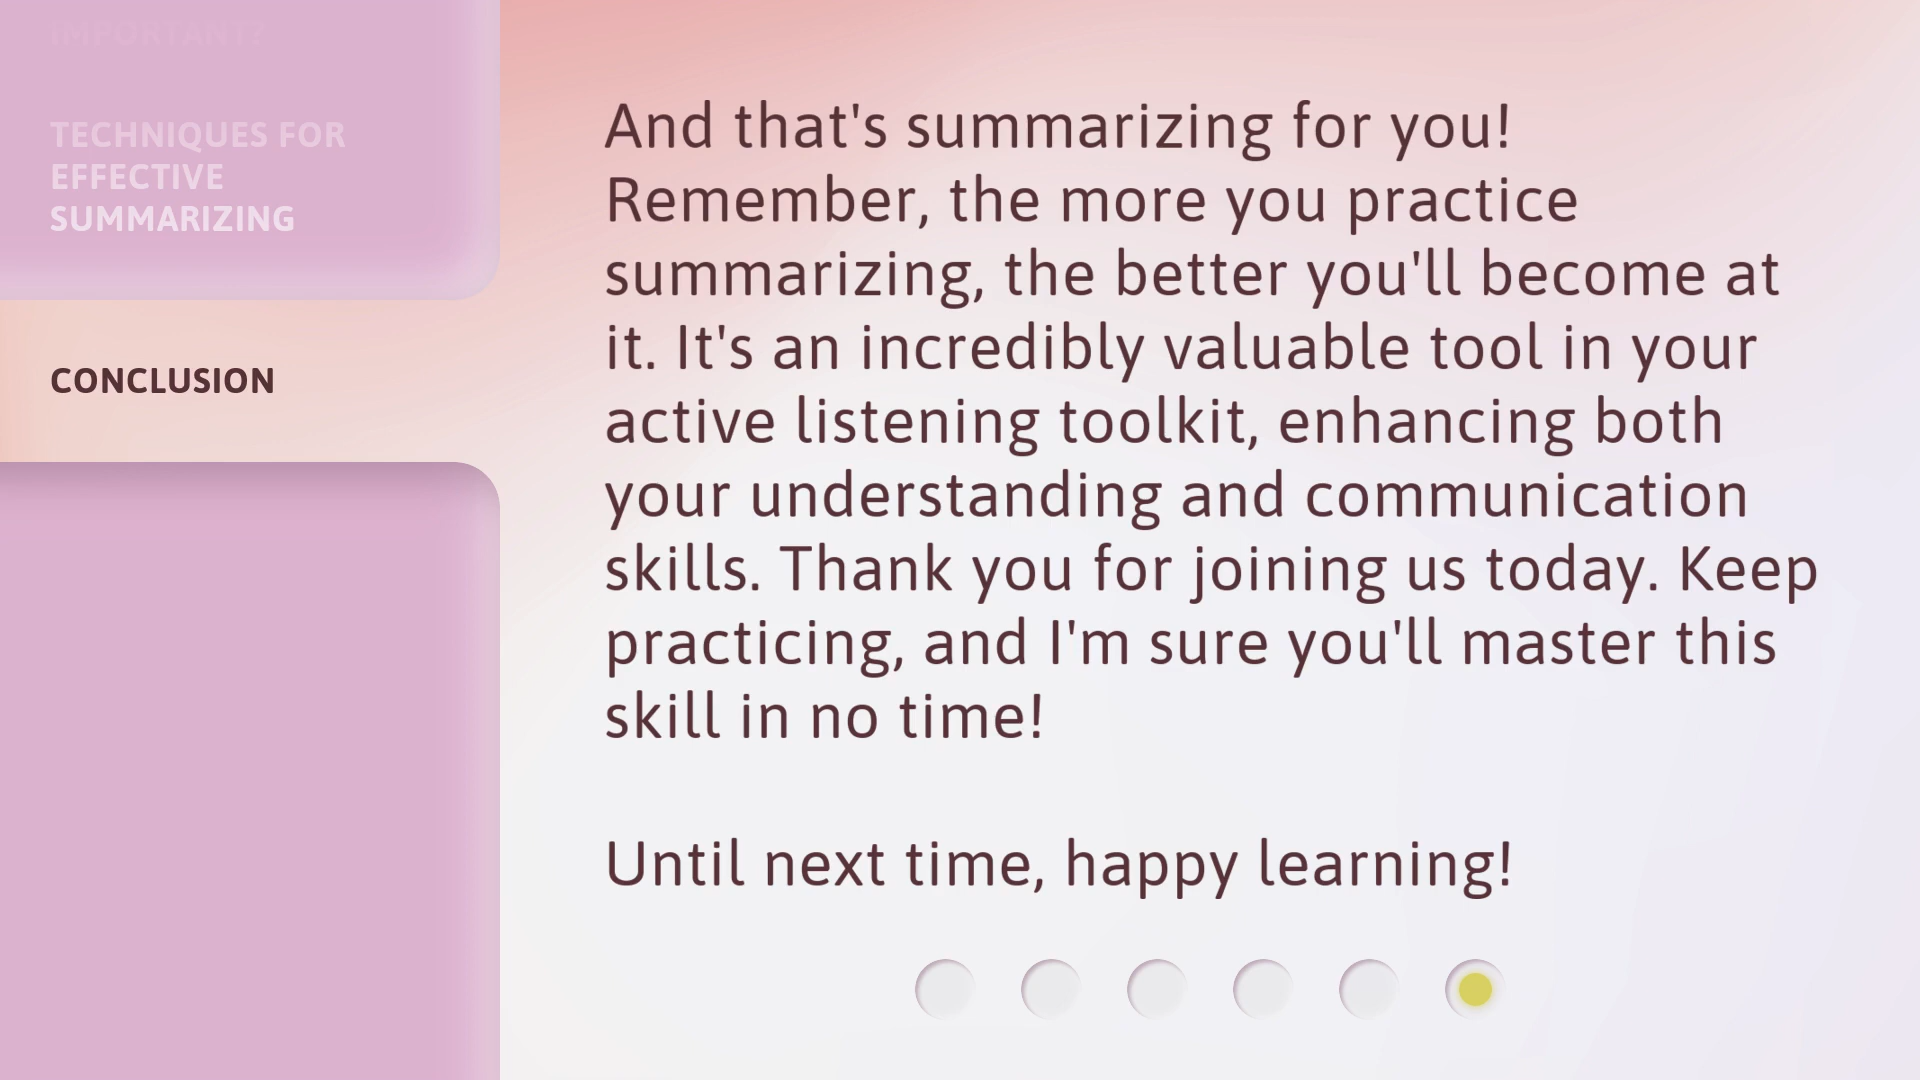 IMPORTANT?
TECHNIQUES FOR
EFFECTIVE
SUMMARIZING
CONCLUSION
And that's summarizing for you!
Remember, the more you practice
summarizing, the better you'll become at
it. It's an incredibly valuable tool in your
active listening toolkit, enhancing both
your understanding and communication
skills. Thank you for joining us today. Keep
practicing, and I'm sure you'll master this
skill in no time!
Until next time, happy learning!